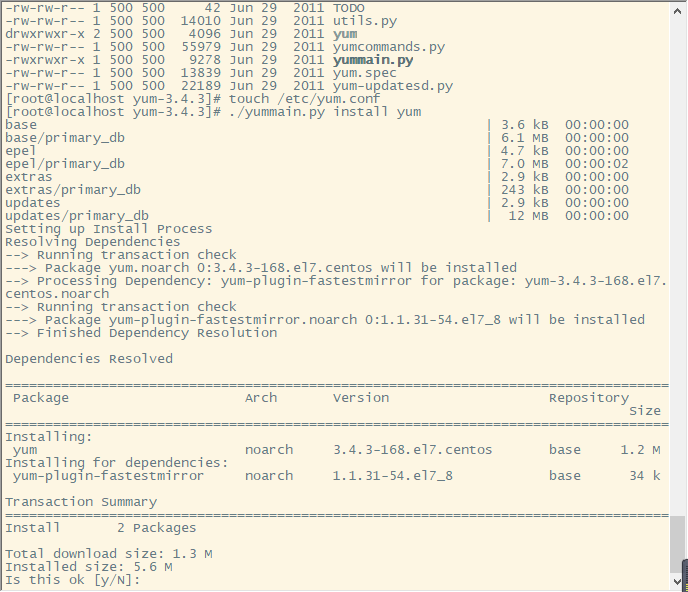 -rw-rw-r-- 1 500 500     42 Jun 29  2011 TODO
-rw-rw-r-- 1 500 500  14010 Jun 29  2011 utils.py
drwxrwxr-x 2 500 500   4096 Jun 29  2011 yum
-rw-rw-r-- 1 500 500  55979 Jun 29  2011 yumcommands.py
-rwxrwxr-x 1 500 500   9278 Jun 29  2011 yummain.py
-rw-rw-r-- 1 500 500  13839 Jun 29  2011 yum.spec
-rw-rw-r-- 1 500 500  22189 Jun 29  2011 yum-updatesd.py
[root@localhost yum-3.4.3]# touch /etc/yum.conf
[root@localhost yum-3.4.3]# ./yummain.py install yum
base                                                        | 3.6 kB  00:00:00
base/primary_db                                             | 6.1 MB  00:00:00
epel                                                        | 4.7 kB  00:00:00
epel/primary_db                                             | 7.0 MB  00:00:02
extras                                                      | 2.9 kB  00:00:00
extras/primary_db                                           | 243 kB  00:00:00
updates                                                     | 2.9 kB  00:00:00
updates/primary_db                                          |  12 MB  00:00:00
Setting up Install Process
Resolving Dependencies
--> Running transaction check
---> Package yum.noarch 0:3.4.3-168.el7.centos will be installed
--> Processing Dependency: yum-plugin-fastestmirror for package: yum-3.4.3-168.el7.
centos.noarch
--> Running transaction check
---> Package yum-plugin-fastestmirror.noarch 0:1.1.31-54.el7_8 will be installed
--> Finished Dependency Resolution

Dependencies Resolved

===================================================================================
 Package                      Arch       Version                    Repository
                                                                              Size
===================================================================================
Installing:
 yum                          noarch     3.4.3-168.el7.centos       base     1.2 M
Installing for dependencies:
 yum-plugin-fastestmirror     noarch     1.1.31-54.el7_8            base      34 k

Transaction Summary
===================================================================================
Install       2 Packages

Total download size: 1.3 M
Installed size: 5.6 M
Is this ok [y/N]: